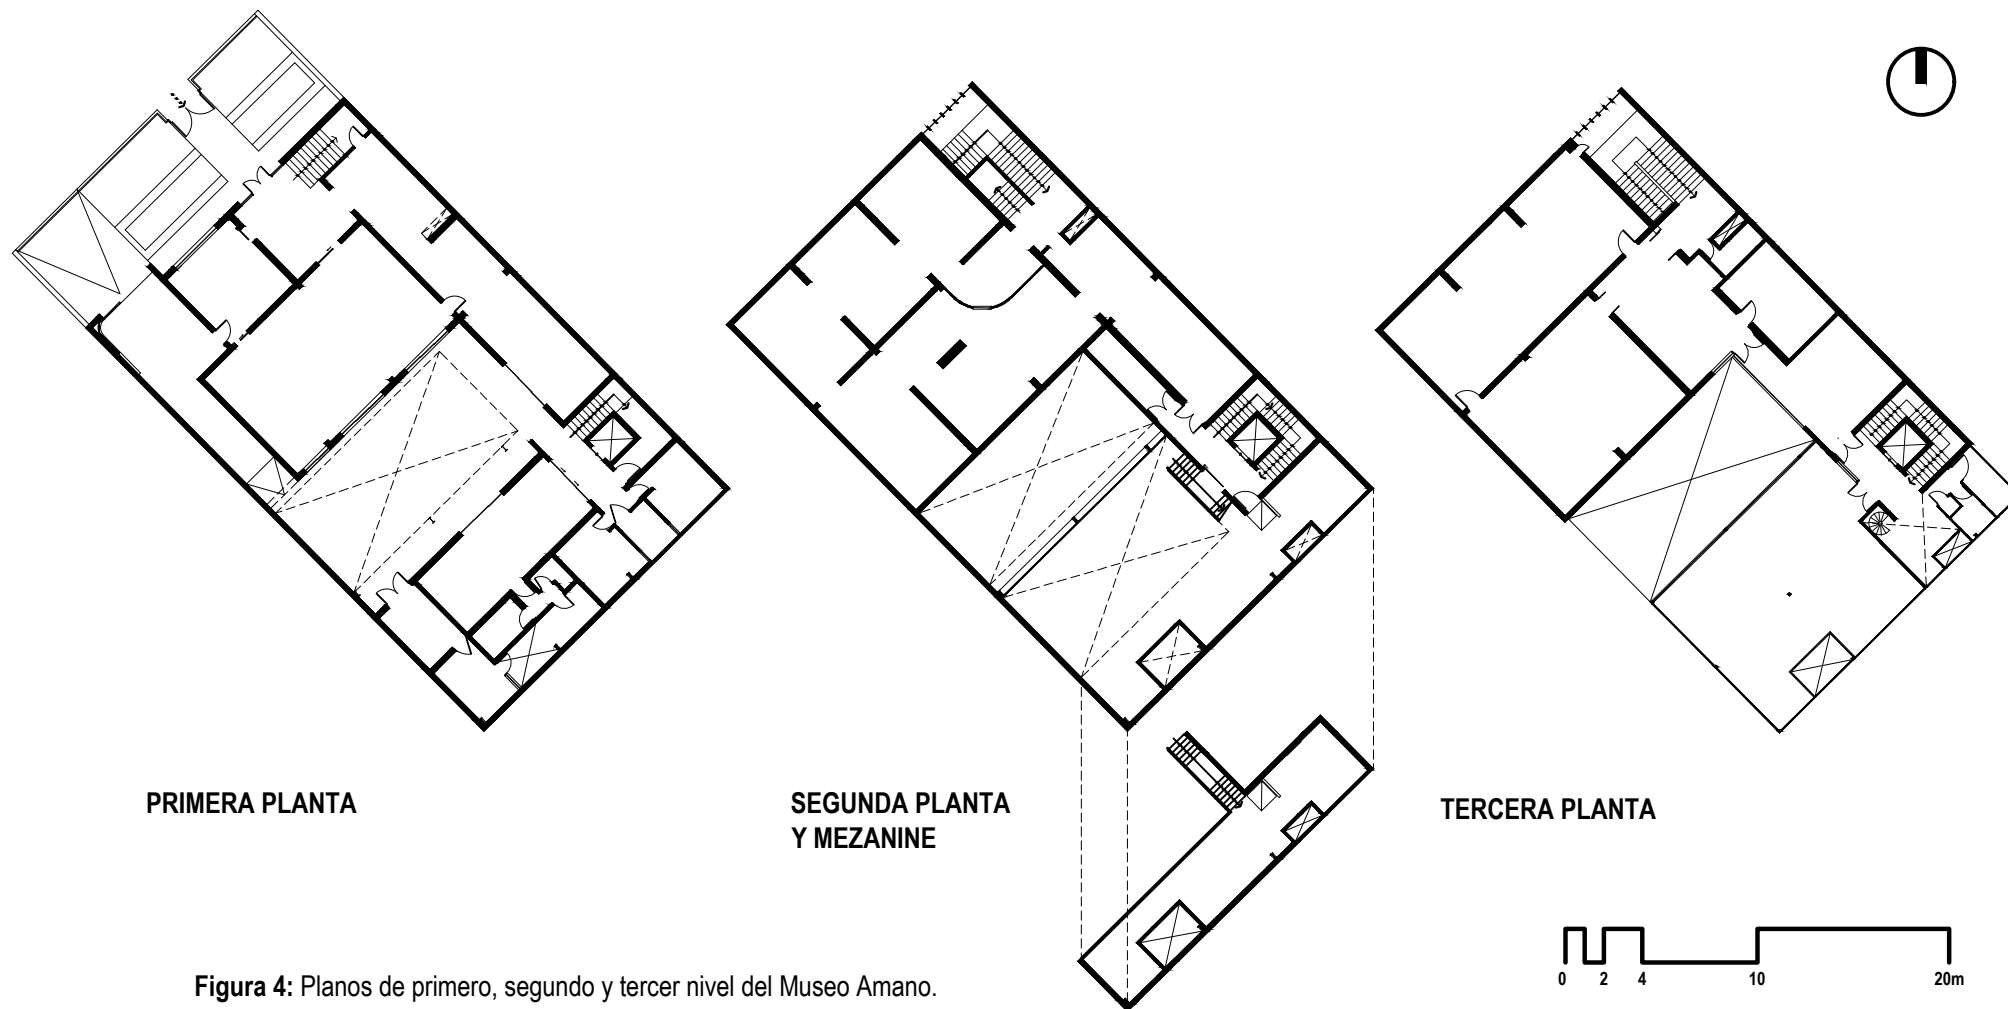 PRIMERA PLANTA
SEGUNDA PLANTA
Y MEZANINE
TERCERA PLANTA
0 2 4 10 20m
Figura 4: Planos de primero, segundo y tercer nivel del Museo Amano.